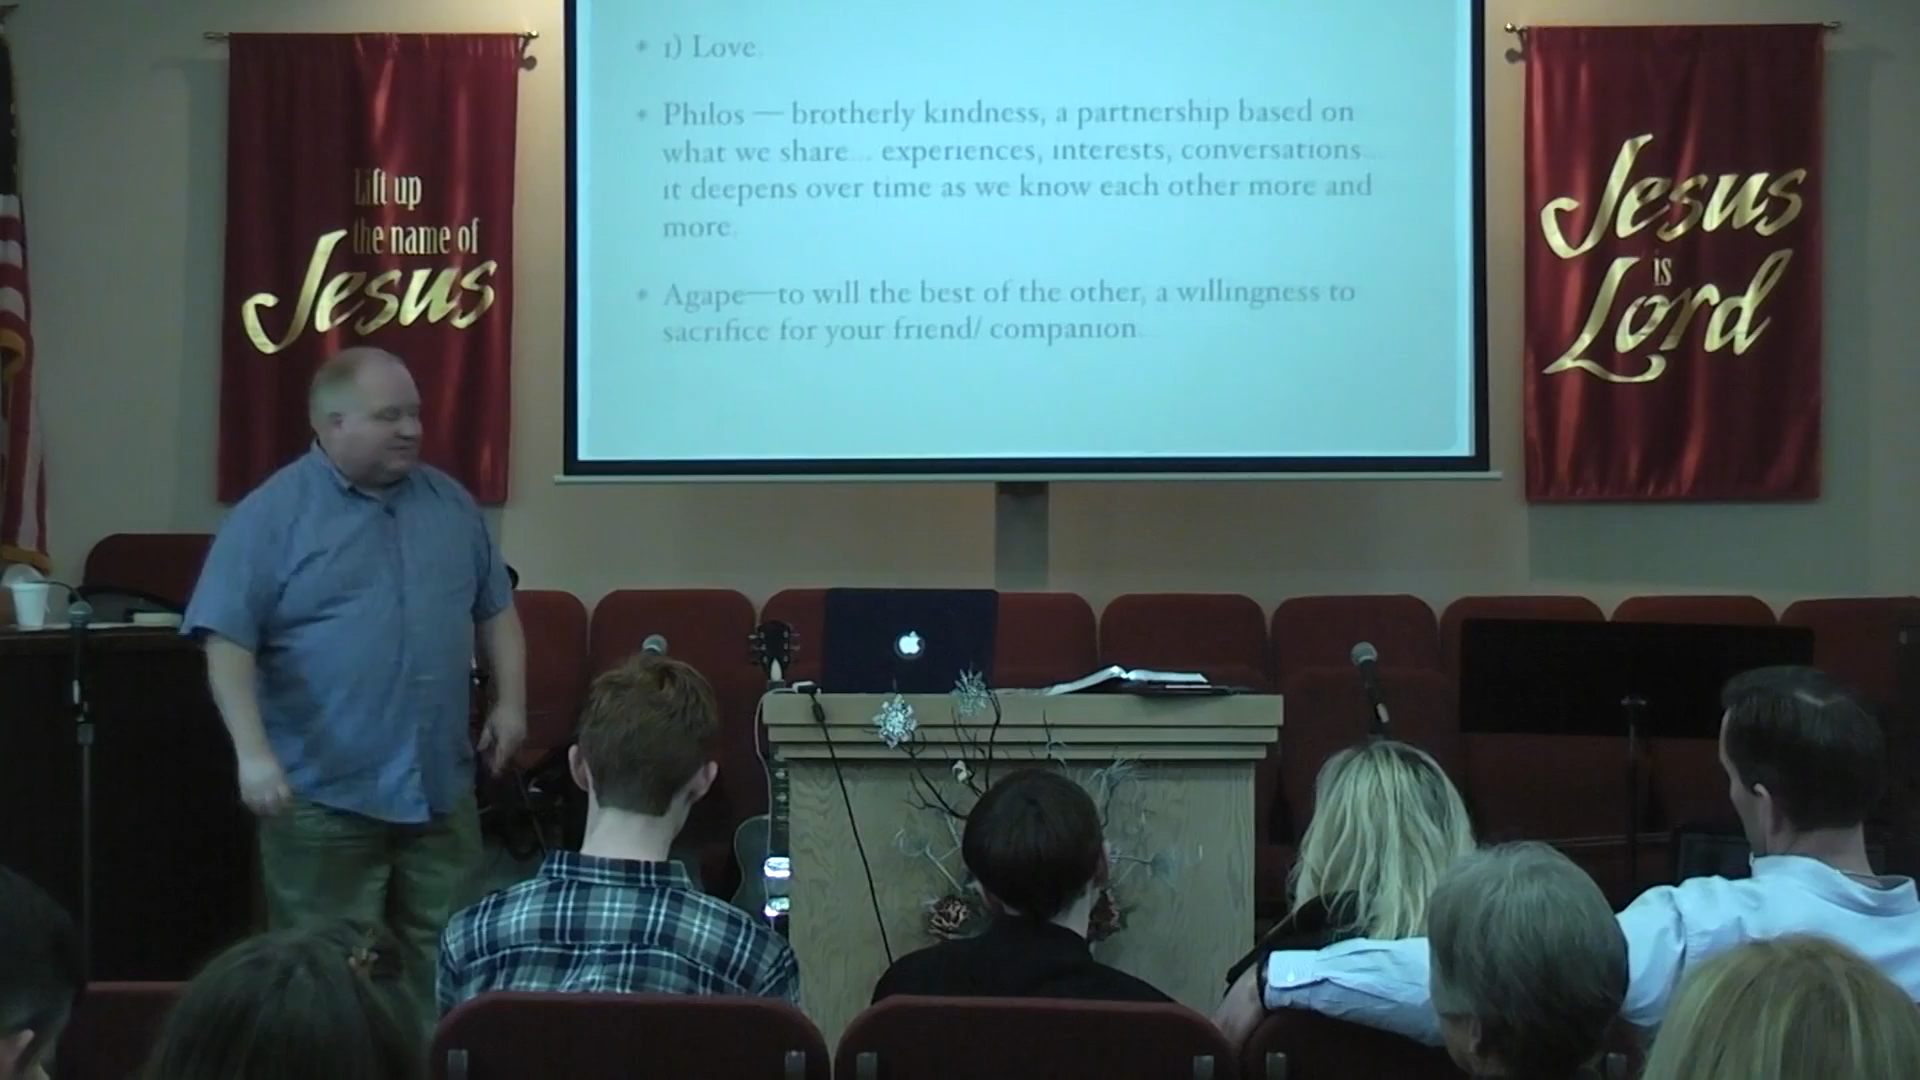 Lift up
the name of
Jesus
* 1) Love.
* Philos — brotherly kindness, a partnership based on
what we share... experiences, interests, conversations...
it deepens over time as we know each other more and
more.
* Agape—to will the best of the other, a willingness to
sacrifice for your friend/ companion.
Jesus
is
Lord